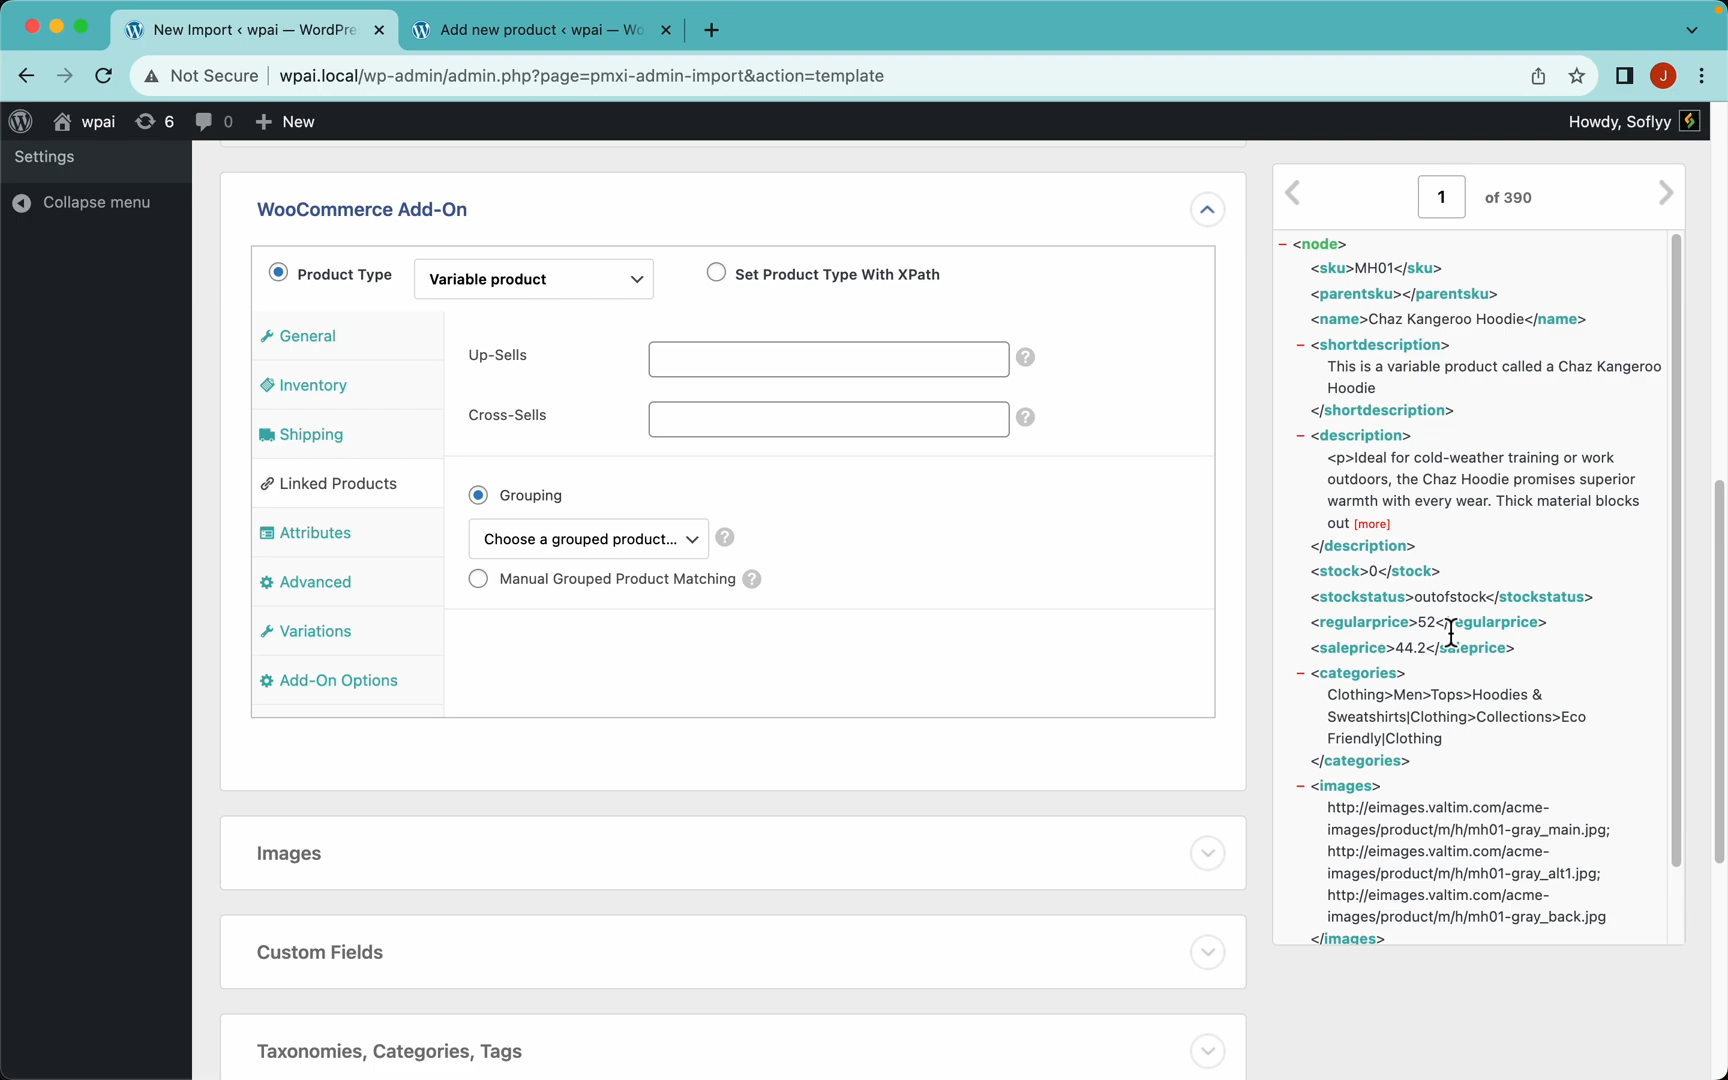 New Import ‹ wpai — WordPre
Add new product ‹ wpai — Wo
Not Secure
wpai.local/wp-admin/admin.php?page=pmxi-admin-import&action=template
J
wpai
6
0
New
Howdy, Soflyy
Settings
Collapse menu
WooCommerce Add-On
Product Type
Variable product
Set Product Type With XPath
General
Inventory
Shipping
Linked Products
Attributes
Advanced
Variations
Add-On Options
Up-Sells
?
Cross-Sells
?
Grouping
Choose a grouped product...
?
Manual Grouped Product Matching
?
Images
Custom Fields
Taxonomies, Categories, Tags
1 of 390
− <node>
<sku>MH01</sku>
<parentsku></parentsku>
<name>Chaz Kangeroo Hoodie</name>
− <shortdescription>
This is a variable product called a Chaz Kangeroo
Hoodie
</shortdescription>
− <description>
<p>Ideal for cold-weather training or work
outdoors, the Chaz Hoodie promises superior
warmth with every wear. Thick material blocks
out [more]
</description>
<stock>0</stock>
<stockstatus>outofstock</stockstatus>
<regularprice>52</regularprice>
<saleprice>44.2</saleprice>
− <categories>
Clothing>Men>Tops>Hoodies &
Sweatshirts|Clothing>Collections>Eco
Friendly|Clothing
</categories>
− <images>
http://eimages.valtim.com/acme-
images/product/m/h/mh01-gray_main.jpg;
http://eimages.valtim.com/acme-
images/product/m/h/mh01-gray_alt1.jpg;
http://eimages.valtim.com/acme-
images/product/m/h/mh01-gray_back.jpg
</images>